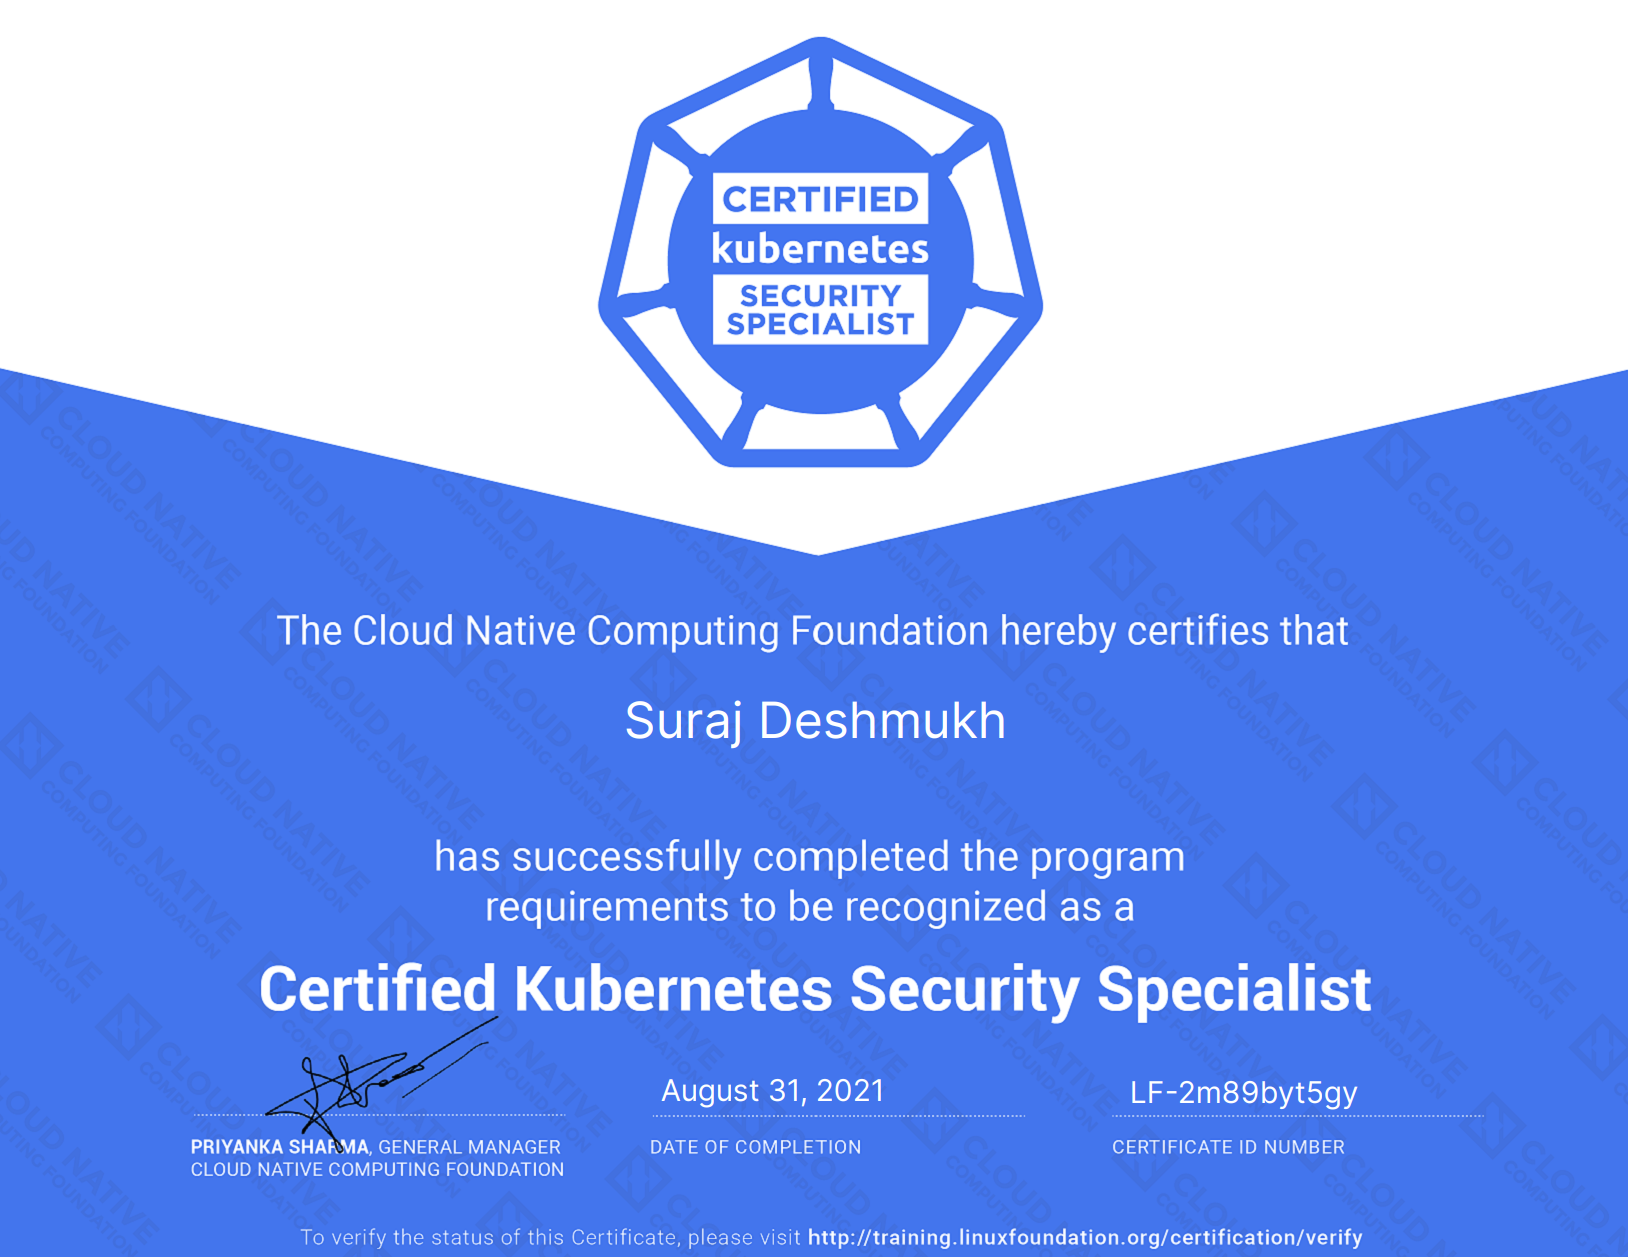 CERTIFIED
kubernetes
SECURITY
SPECIALIST
The Cloud Native Computing Foundation hereby certifies that
Suraj Deshmukh
has successfully completed the program
requirements to be recognized as a
Certified Kubernetes Security Specialist
August 31, 2021
LF-2m89byt5gy
PRIYANKA SHARMA, GENERAL MANAGER
CLOUD NATIVE COMPUTING FOUNDATION
DATE OF COMPLETION
CERTIFICATE ID NUMBER
To verify the status of this Certificate, please visit http://training.linuxfoundation.org/certification/verify